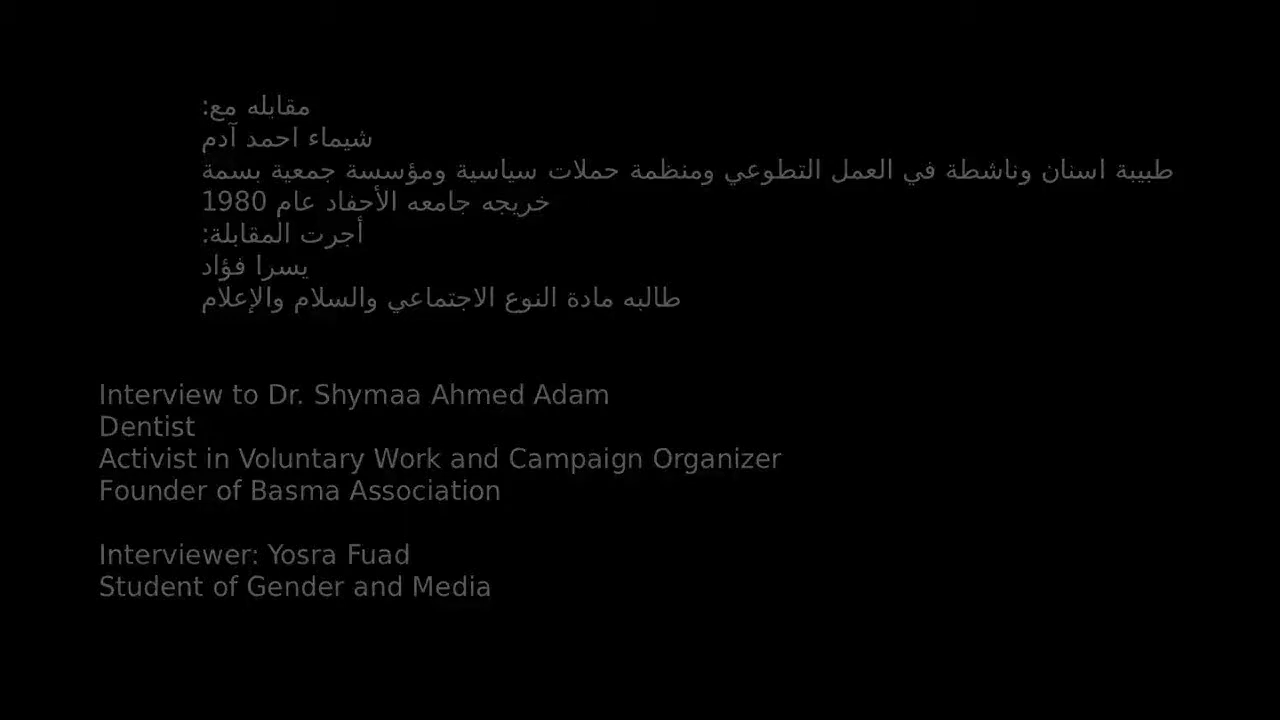 مقابله مع:
شيماء احمد آدم
طبيبة اسنان وناشطة في العمل التطوعي ومنظمة حملات سياسية ومؤسسة جمعية بسمة
خريجه جامعه الأحفاد عام 1980
أجرت المقابلة:
يسرا فؤاد
طالبه مادة النوع الاجتماعي والسلام والإعلام
Interview to Dr. Shymaa Ahmed Adam
Dentist
Activist in Voluntary Work and Campaign Organizer
Founder of Basma Association
Interviewer: Yosra Fuad
Student of Gender and Media